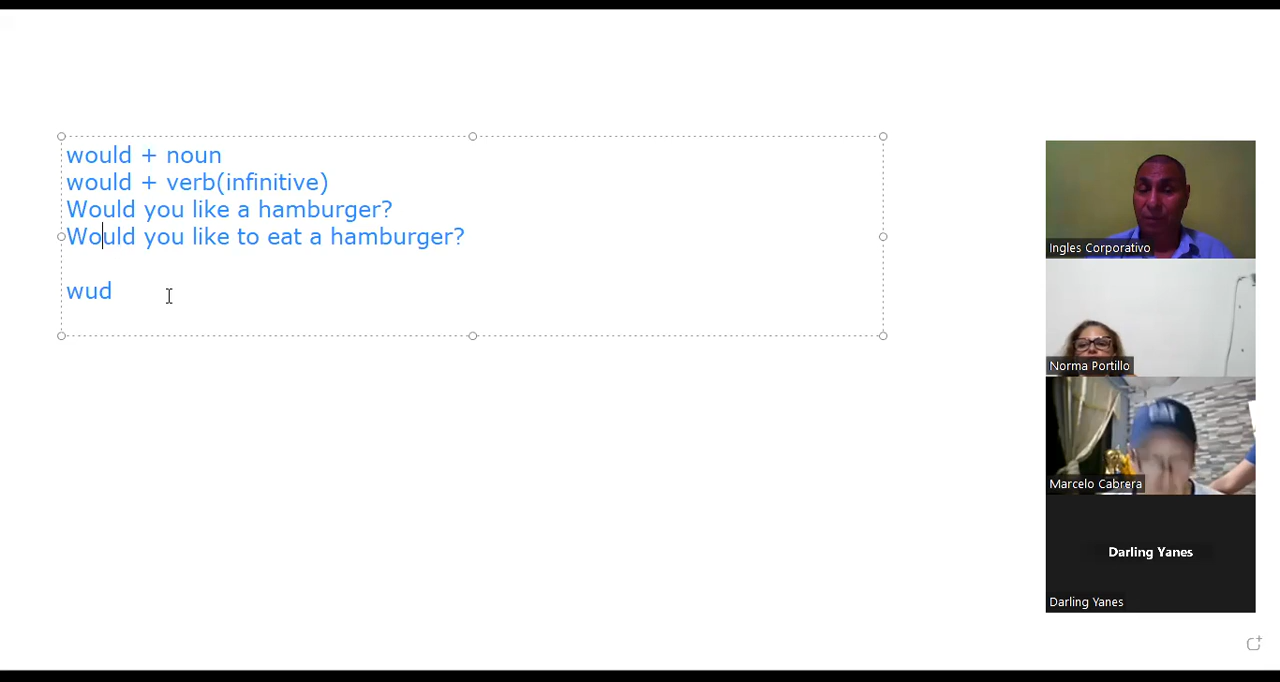 would + noun
would + verb(infinitive)
Would you like a hamburger?
Would you like to eat a hamburger?
wud
Ingles Corporativo
Norma Portillo
Marcelo Cabrera
Darling Yanes
Darling Yanes